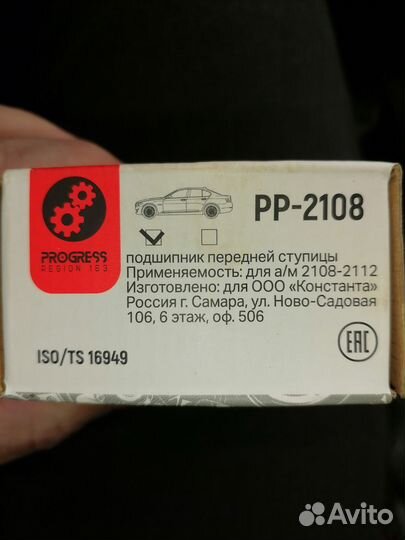 PROGRESS
REGION 163
PP-2108
подшипник передней ступицы
Применяемость: для а/м 2108-2112
Изготовлено: для ООО «Константа»
Россия г. Самара, ул. Ново-Садовая
106, 6 этаж, оф. 506
ISO/TS 16949
EAC
Avito